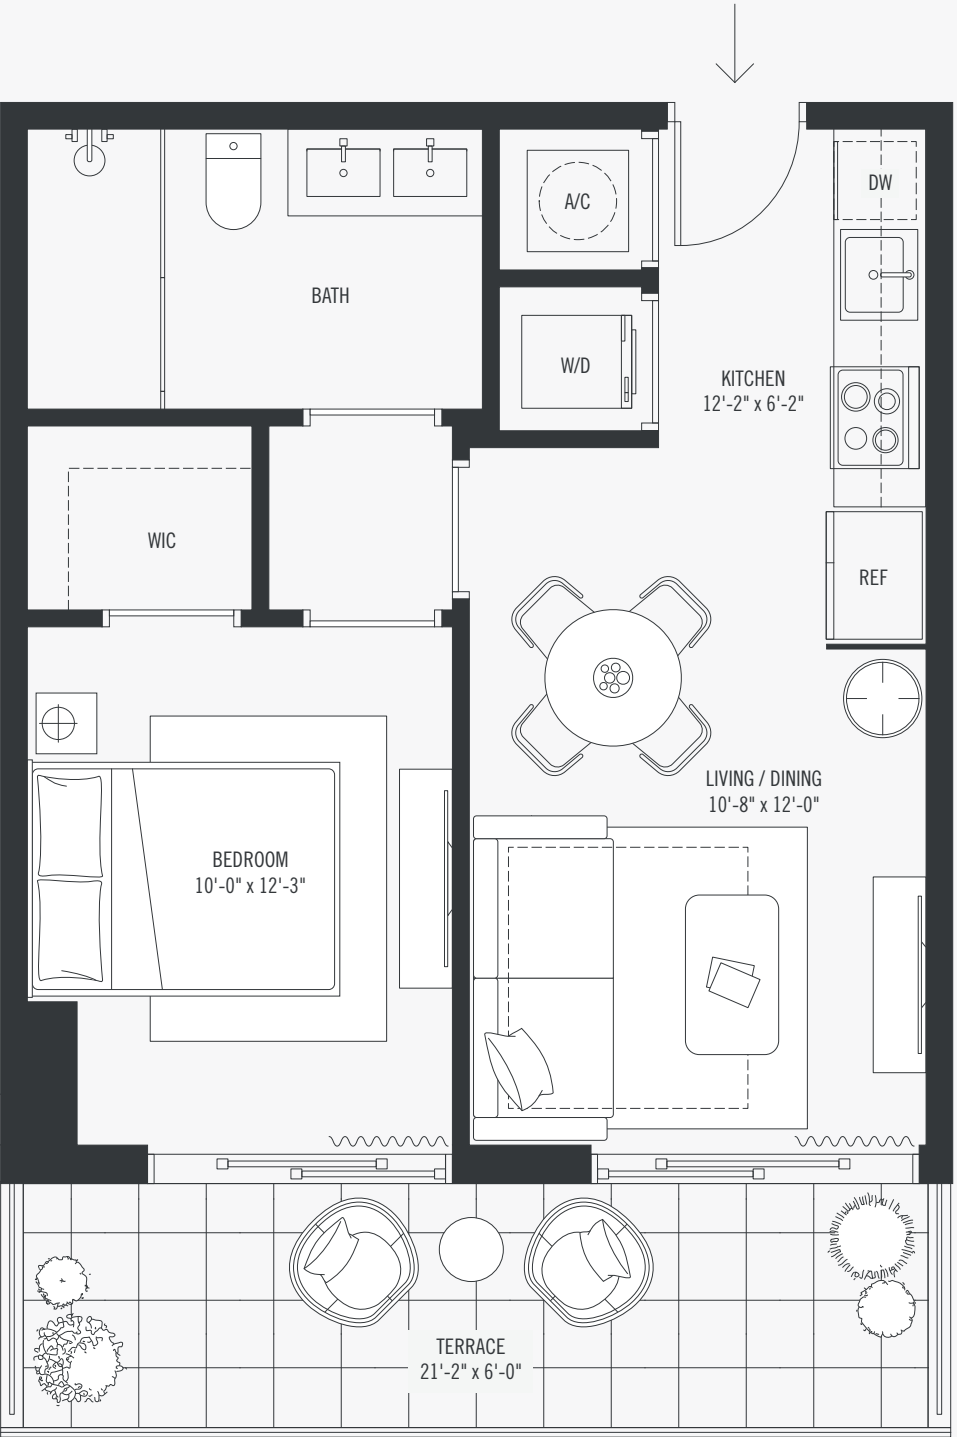 DW
A/C
BATH
W/D
KITCHEN
12'-2" x 6'-2"
WIC
REF
LIVING / DINING
10'-8" x 12'-0"
BEDROOM
10'-0" x 12'-3"
TERRACE
21'-2" x 6'-0"